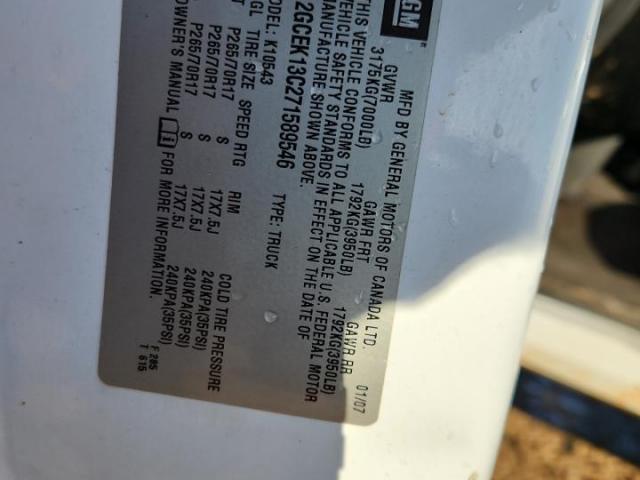 GM
MFD BY GENERAL MOTORS OF CANADA LTD. 01/07
GVWR GAWR FRT GAWR RR
3175KG(7000LB) 1792KG(3950LB) 1792KG(3950LB)
THIS VEHICLE CONFORMS TO ALL APPLICABLE U.S. FEDERAL MOTOR
VEHICLE SAFETY STANDARDS IN EFFECT ON THE DATE OF
MANUFACTURE SHOWN ABOVE.
2GCEK13C271589546 TYPE: TRUCK
MODEL: K10543
TIRE SIZE SPEED RTG RIM COLD TIRE PRESSURE
P265/70R17 S 17X7.5J 240KPA(35PSI)
P265/70R17 S 17X7.5J 240KPA(35PSI)
P265/70R17 S 17X7.5J 240KPA(35PSI)
OWNER'S MANUAL FOR MORE INFORMATION.
F 285
T 615